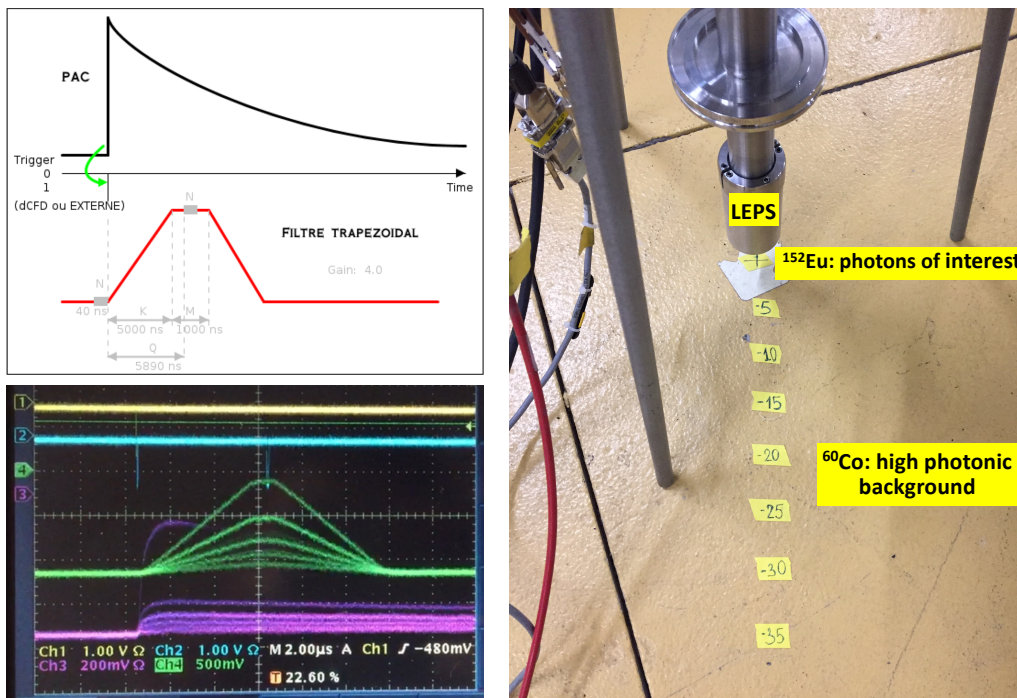 PAC
Trigger
0
1
(dCFD ou EXTERNE)
Time
N
FILTRE TRAPEZOIDAL
Gain: 4.0
N
40 ns
K
M
5000 ns
1000 ns
Q
5890 ns
1
2
4
3
Ch1 1.00 V Ω Ch2 1.00 V Ω M 2.00µs A Ch1 ƒ -480mV
Ch3 200mV Ω Ch4 500mV
T 22.60 %
LEPS
+
¹⁵²Eu: photons of interest
-5
-10
-15
-20
⁶⁰Co: high photonic
background
-25
-30
-35